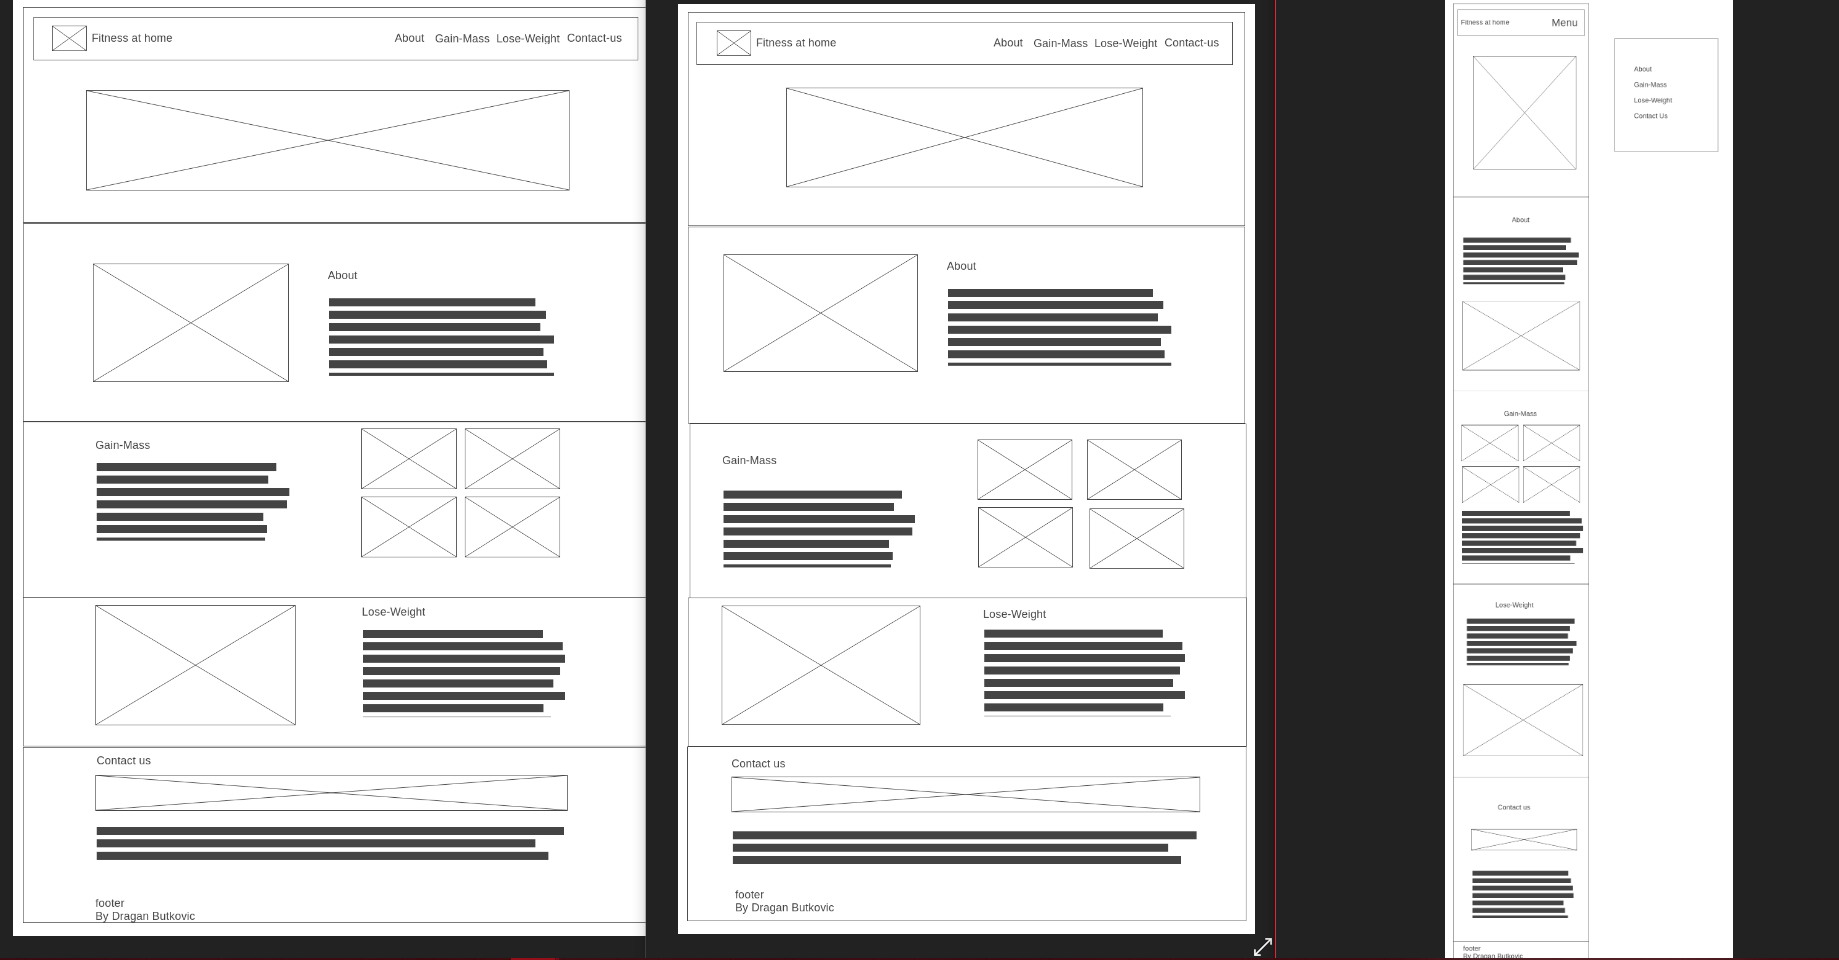 Fitness at home
About Gain-Mass Lose-Weight Contact-us
About
Gain-Mass
Lose-Weight
Contact us
footer
By Dragan Butkovic
Fitness at home
About Gain-Mass Lose-Weight Contact-us
About
Gain-Mass
Lose-Weight
Contact us
footer
By Dragan Butkovic
Fitness at home Menu
About
Gain-Mass
Lose-Weight
Contact Us
About
Gain-Mass
Lose-Weight
Contact us
footer
By Dragan Butkovic